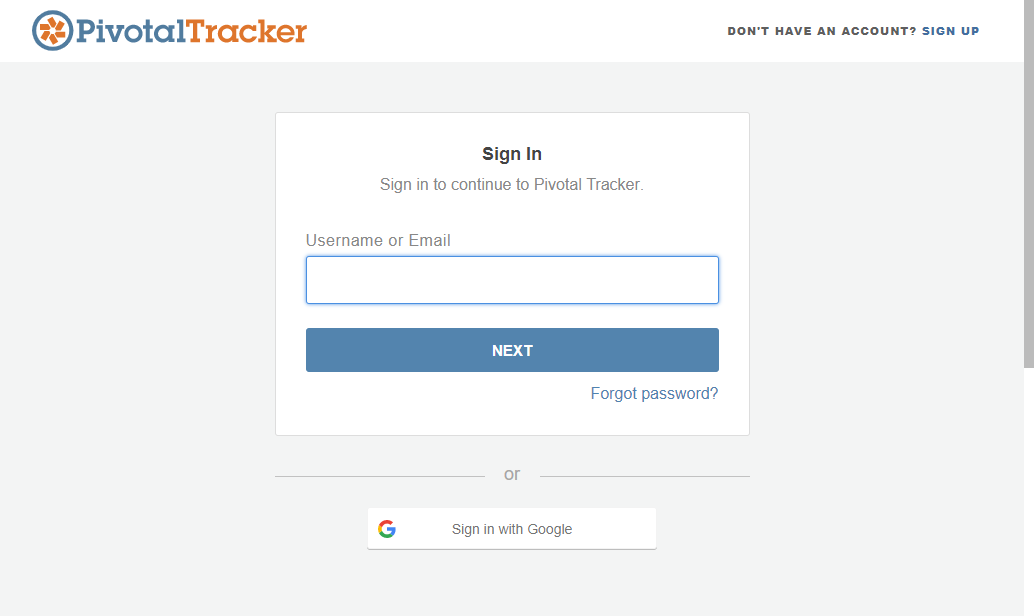 PivotalTracker
DON'T HAVE AN ACCOUNT? SIGN UP
Sign In
Sign in to continue to Pivotal Tracker.
Username or Email
NEXT
Forgot password?
or
Sign in with Google